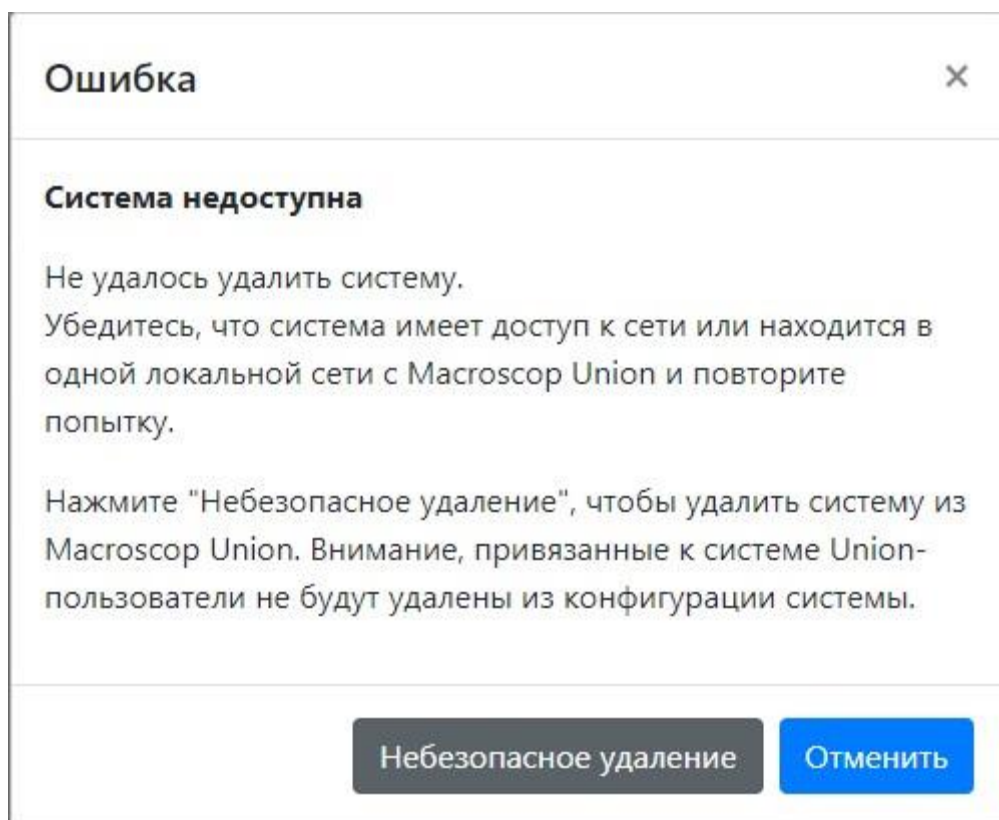 Ошибка
×
Система недоступна
Не удалось удалить систему.
Убедитесь, что система имеет доступ к сети или находится в
одной локальной сети с Macroscop Union и повторите
попытку.
Нажмите "Небезопасное удаление", чтобы удалить систему из
Macroscop Union. Внимание, привязанные к системе Union-
пользователи не будут удалены из конфигурации системы.
Небезопасное удаление
Отменить